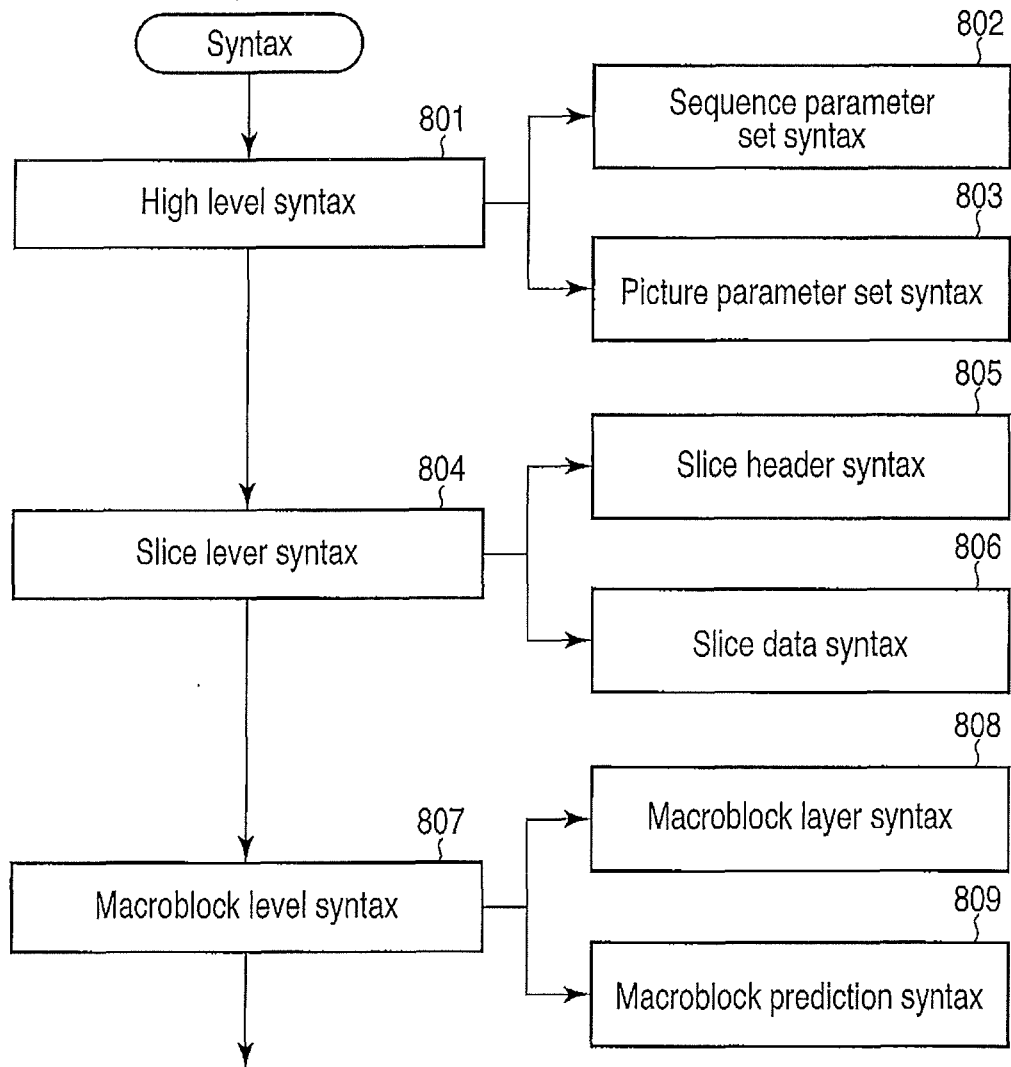 Syntax
801
High level syntax
802
Sequence parameter
set syntax
803
Picture parameter set syntax
804
Slice lever syntax
805
Slice header syntax
806
Slice data syntax
807
Macroblock level syntax
808
Macroblock layer syntax
809
Macroblock prediction syntax